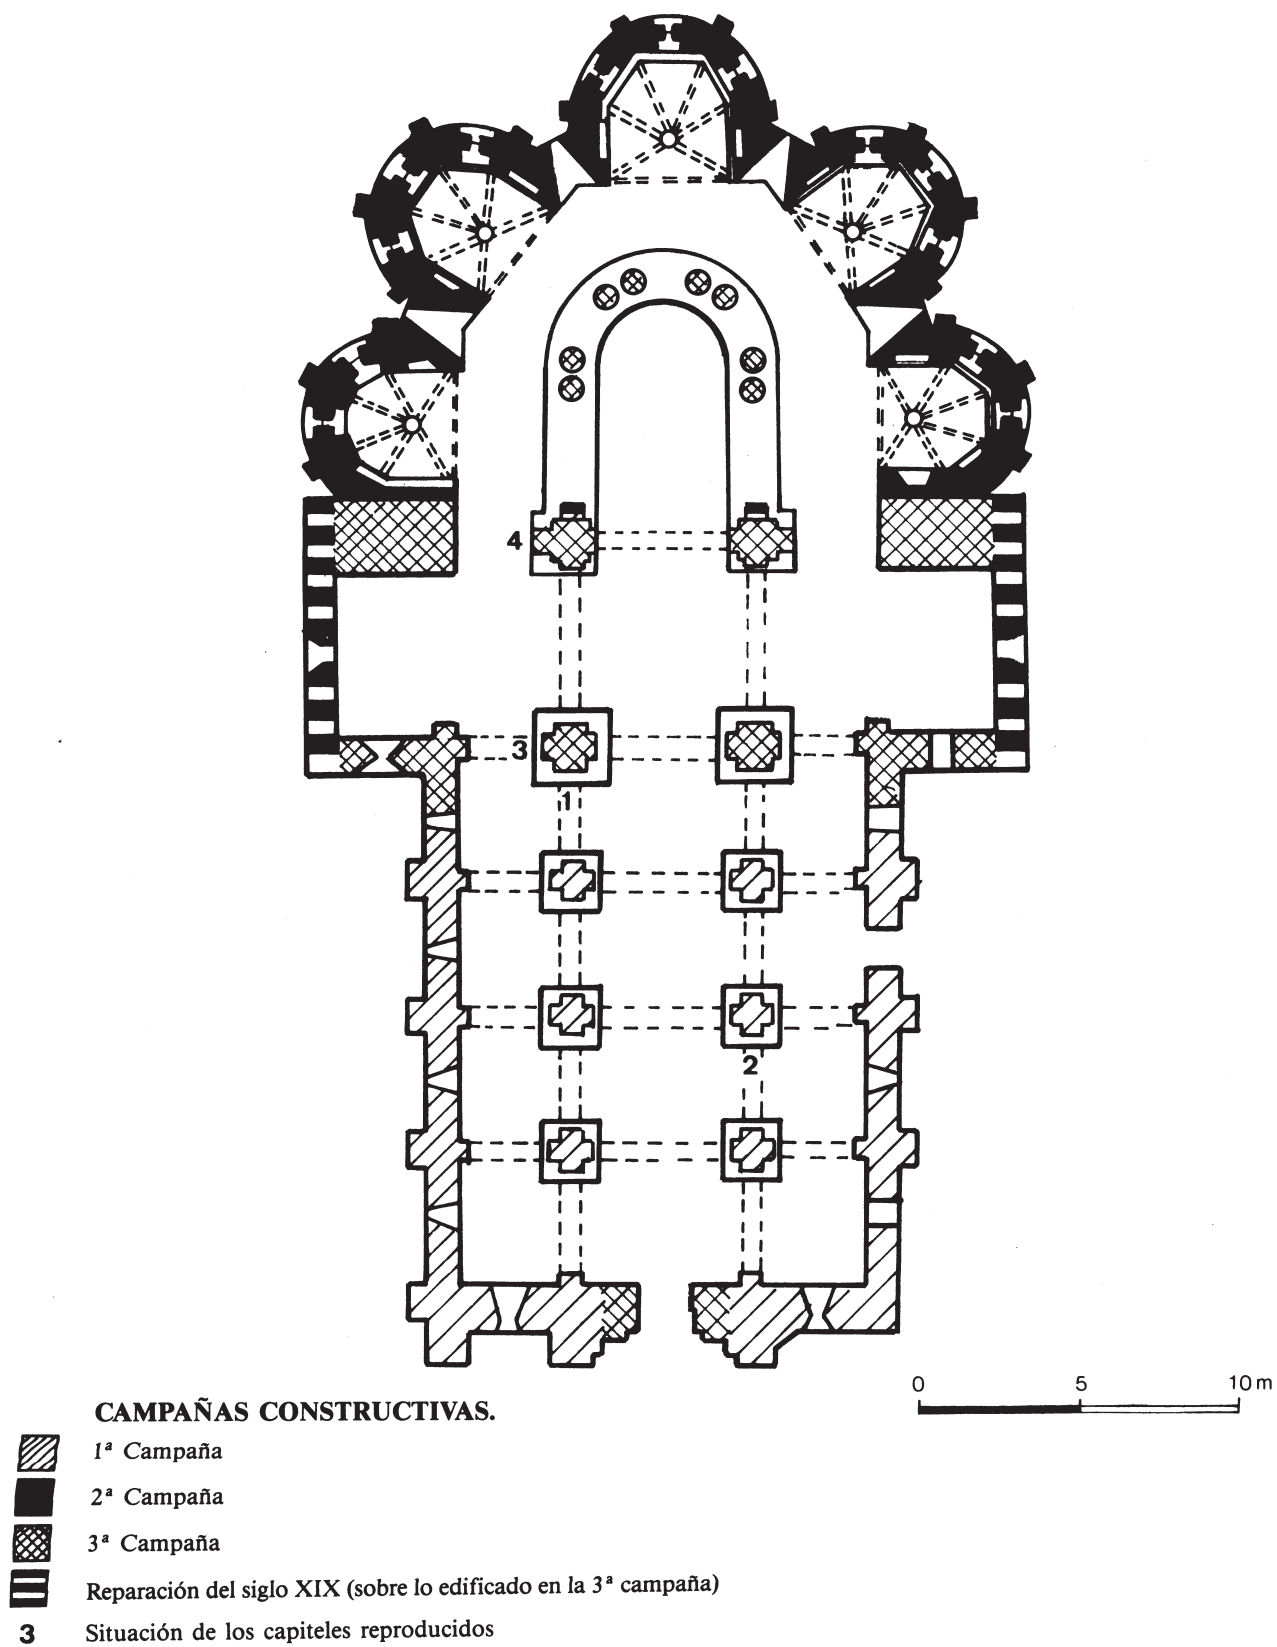 4
3
1
2
0 5 10 m
CAMPAÑAS CONSTRUCTIVAS.
1ª Campaña
2ª Campaña
3ª Campaña
Reparación del siglo XIX (sobre lo edificado en la 3ª campaña)
3 Situación de los capiteles reproducidos